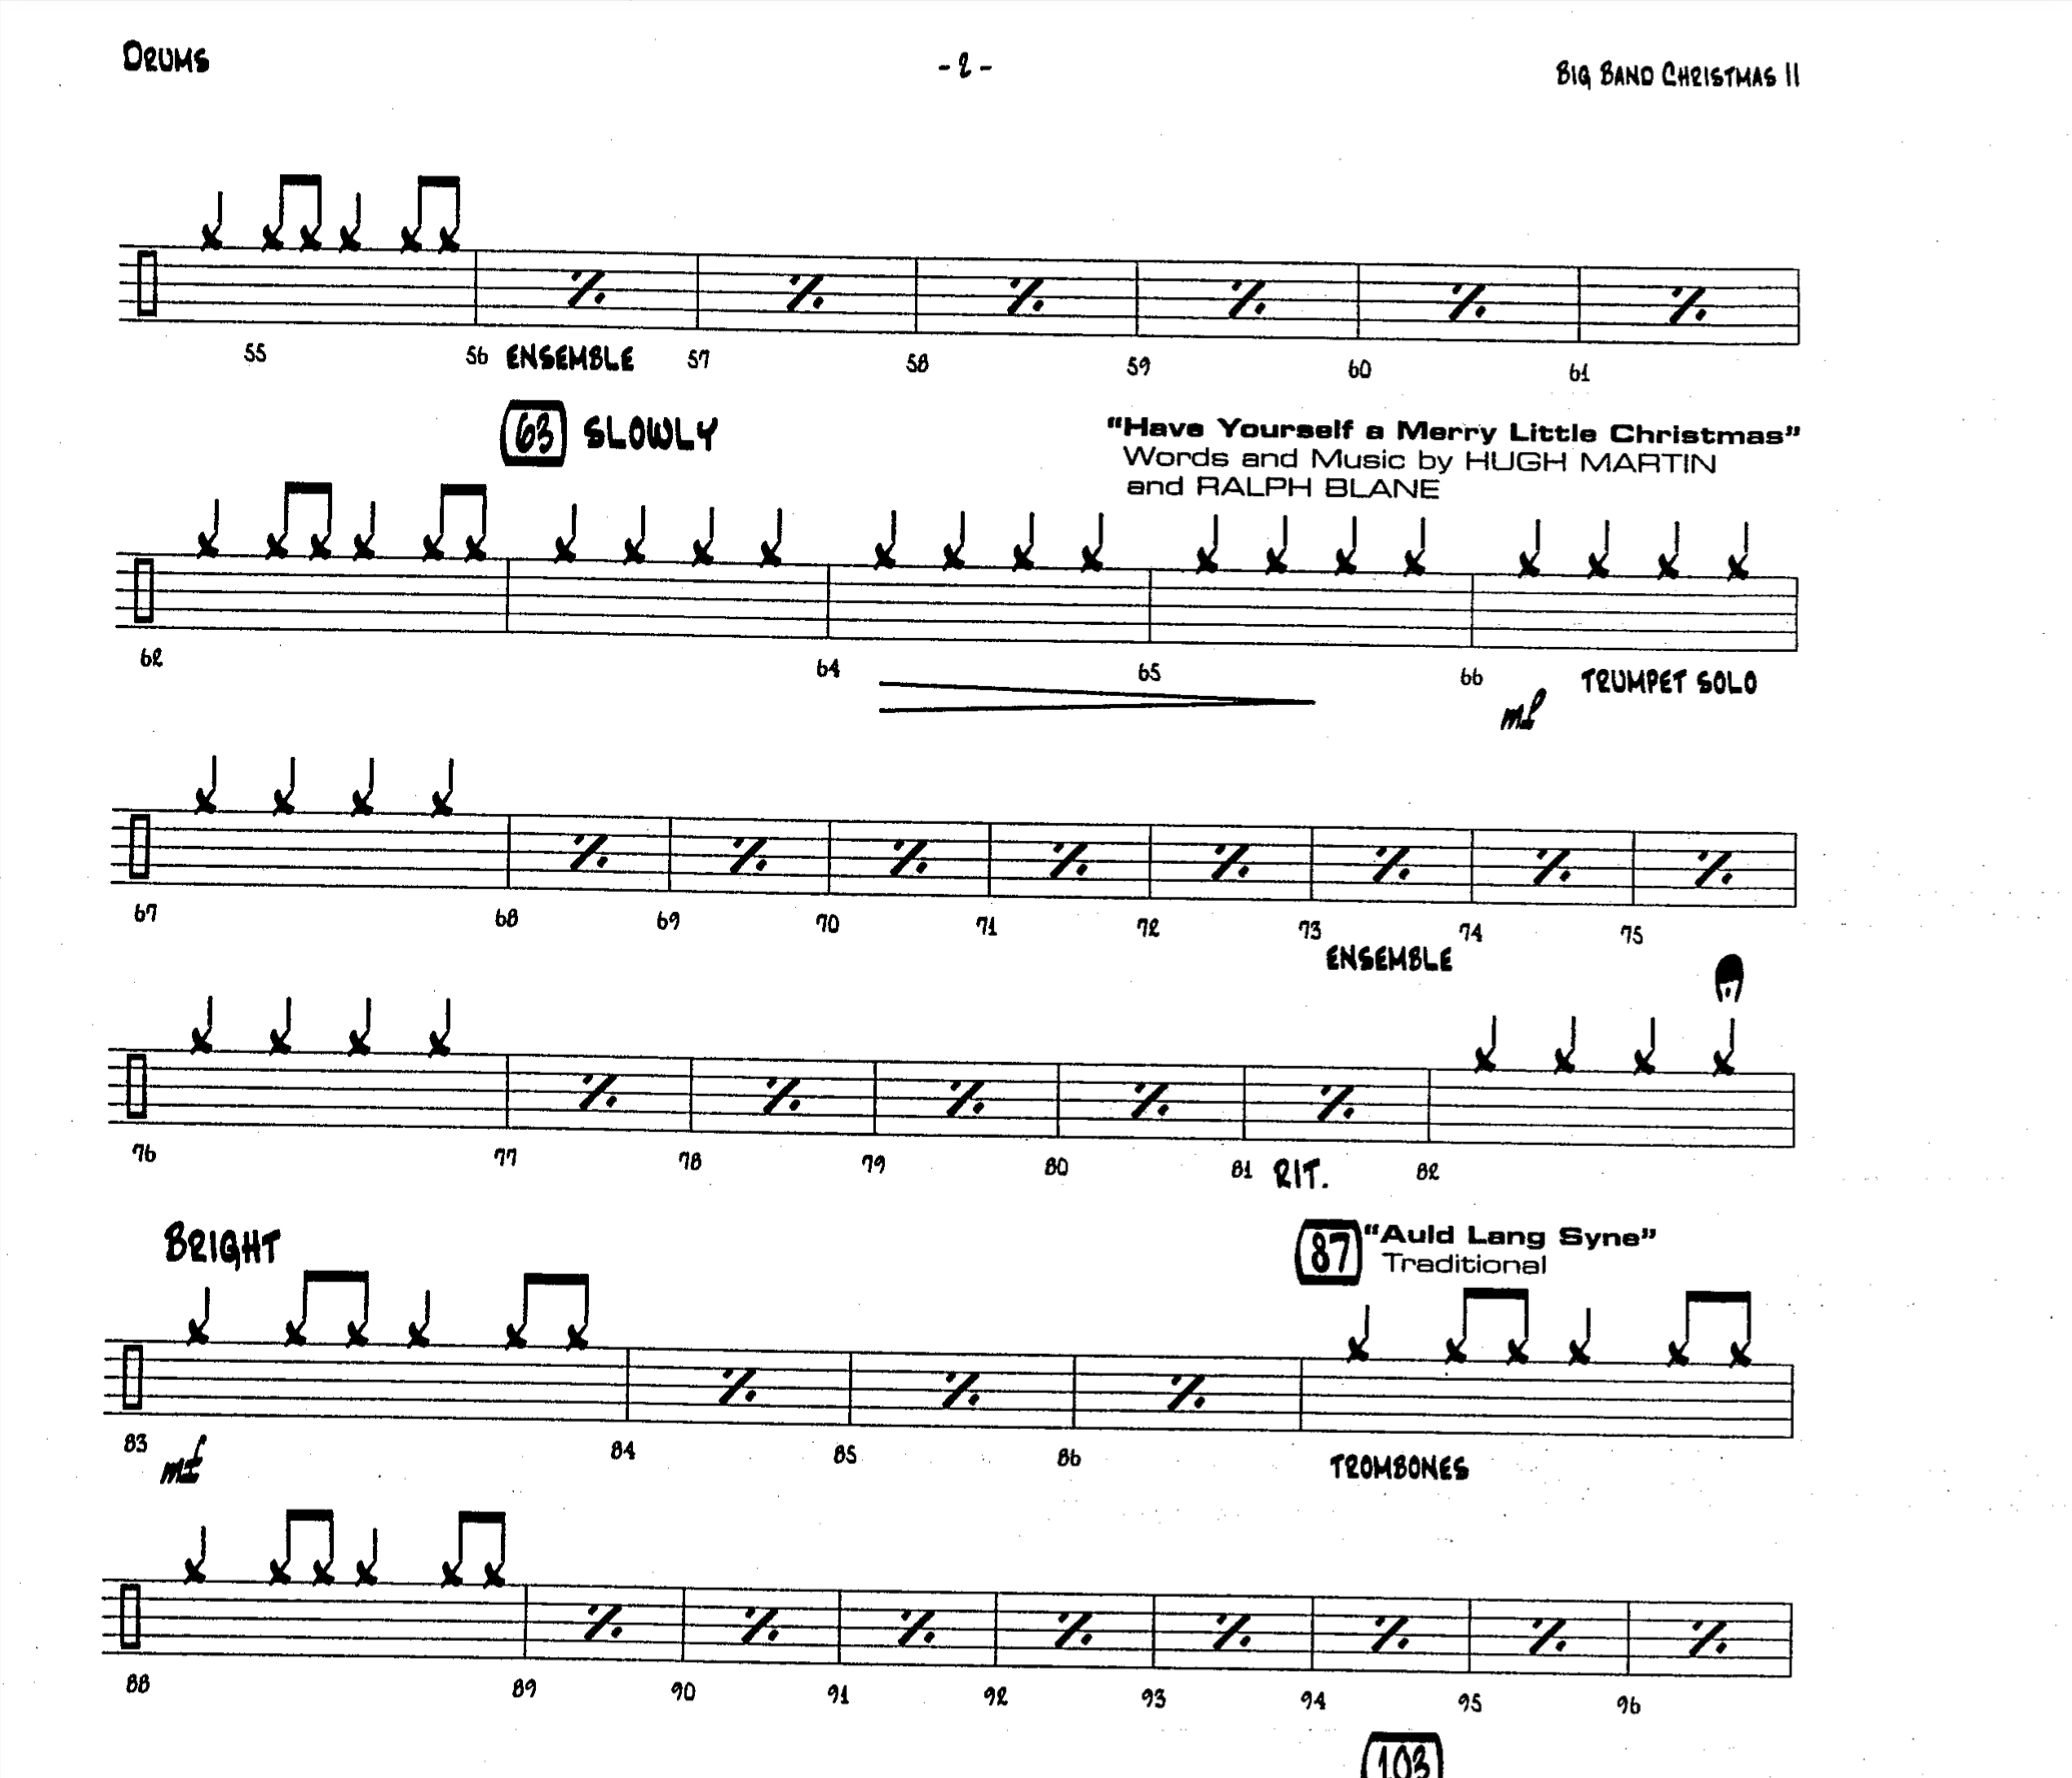 DRUMS - 2 - BIG BAND CHRISTMAS II
55 56 ENSEMBLE 57 58 59 60 61
63 SLOWLY "Have Yourself a Merry Little Christmas"
Words and Music by HUGH MARTIN
and RALPH BLANE
62 64 65 66 TRUMPET SOLO
mf
67 68 69 70 71 72 73 74 75
ENSEMBLE
76 77 78 79 80 81 RIT. 82
BRIGHT 87 "Auld Lang Syne"
Traditional
83 84 85 86 TROMBONES
mf
88 89 90 91 92 93 94 95 96
103